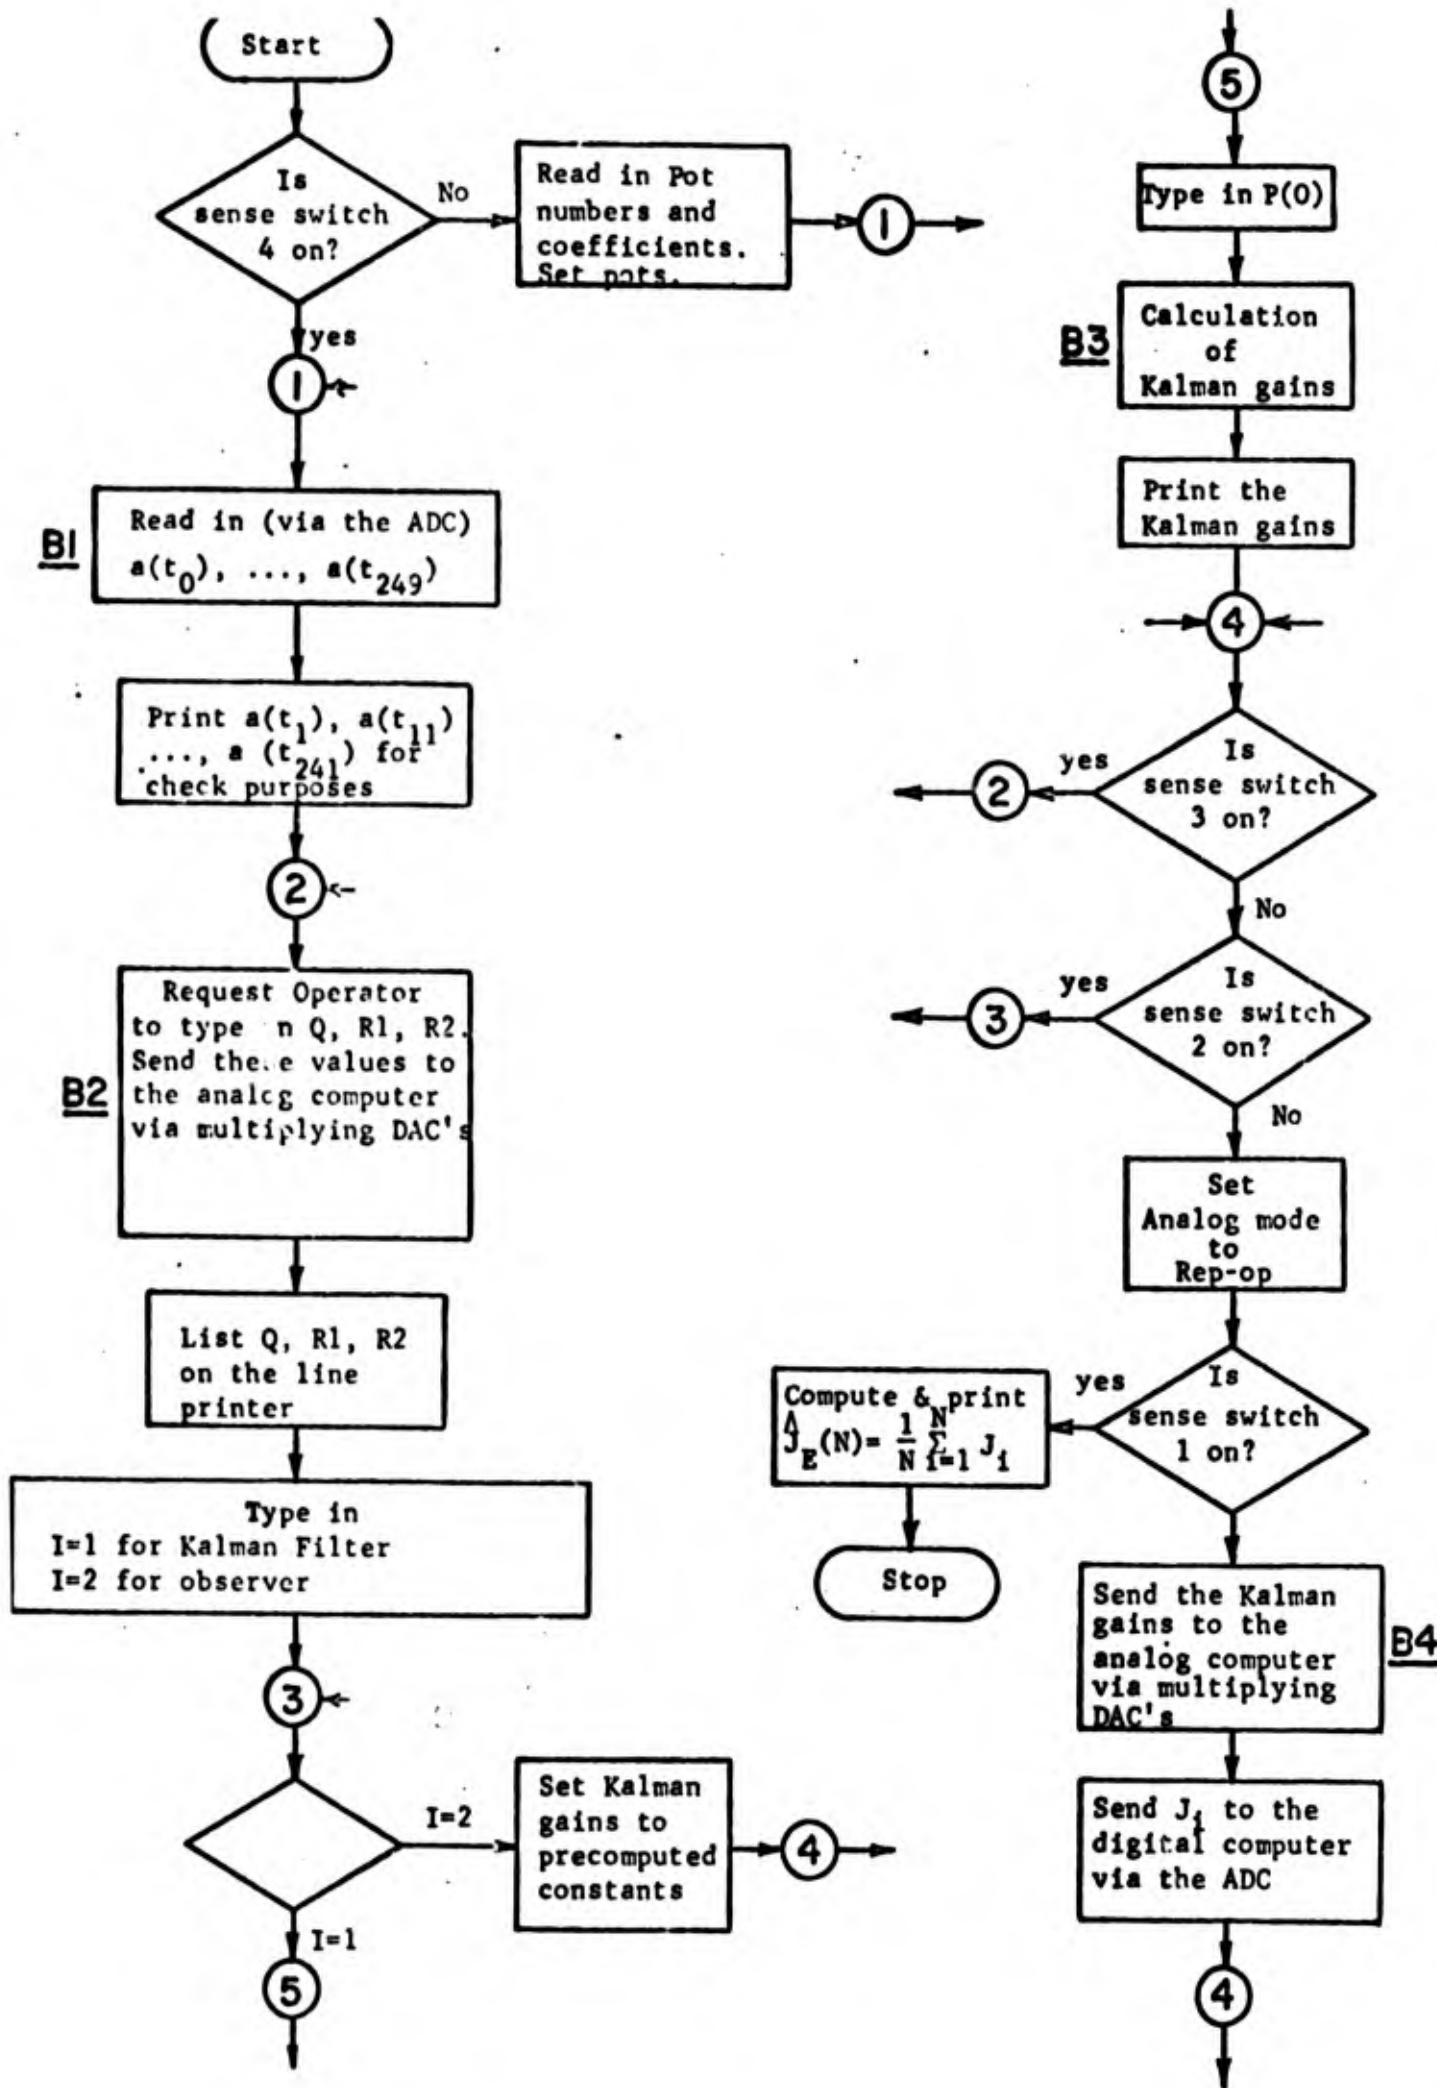 Start
Is
sense switch
4 on?
No
Read in Pot
numbers and
coefficients.
Set pots.
1
yes
1
B1
Read in (via the ADC)
a(t0), ..., a(t249)
Print a(t1), a(t11)
..., a (t241) for
check purposes
2
B2
Request Operator
to type n Q, R1, R2.
Send the e values to
the analog computer
via multiplying DAC's
List Q, R1, R2
on the line
printer
Type in
I=1 for Kalman Filter
I=2 for observer
3
I=2
Set Kalman
gains to
precomputed
constants
4
I=1
5
5
Type in P(0)
B3
Calculation
of
Kalman gains
Print the
Kalman gains
4
Is
sense switch
3 on?
yes
2
No
Is
sense switch
2 on?
yes
3
No
Set
Analog mode
to
Rep-op
Is
sense switch
1 on?
yes
Compute & print
ĴE(N)= 1/N Σ i=1 N Ji
Stop
Send the Kalman
gains to the
analog computer
via multiplying
DAC's
B4
Send Ji to the
digital computer
via the ADC
4